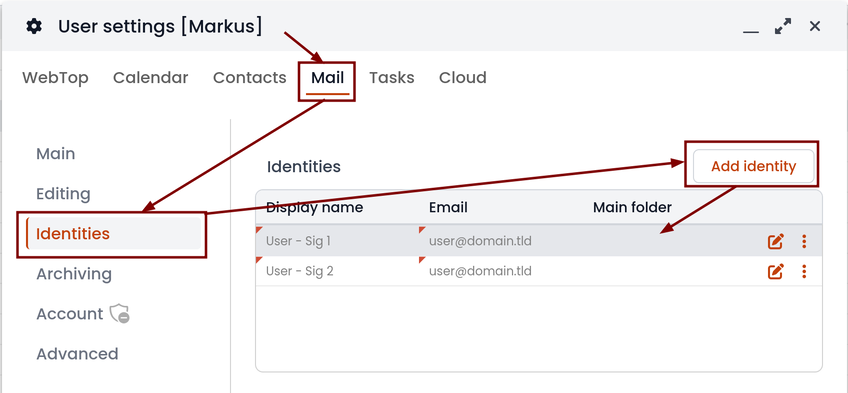 User settings [Markus]
WebTop Calendar Contacts Mail Tasks Cloud
Main
Editing
Identities
Archiving
Account
Advanced
Identities
Add identity
Display name Email Main folder
User - Sig 1 user@domain.tld
User - Sig 2 user@domain.tld